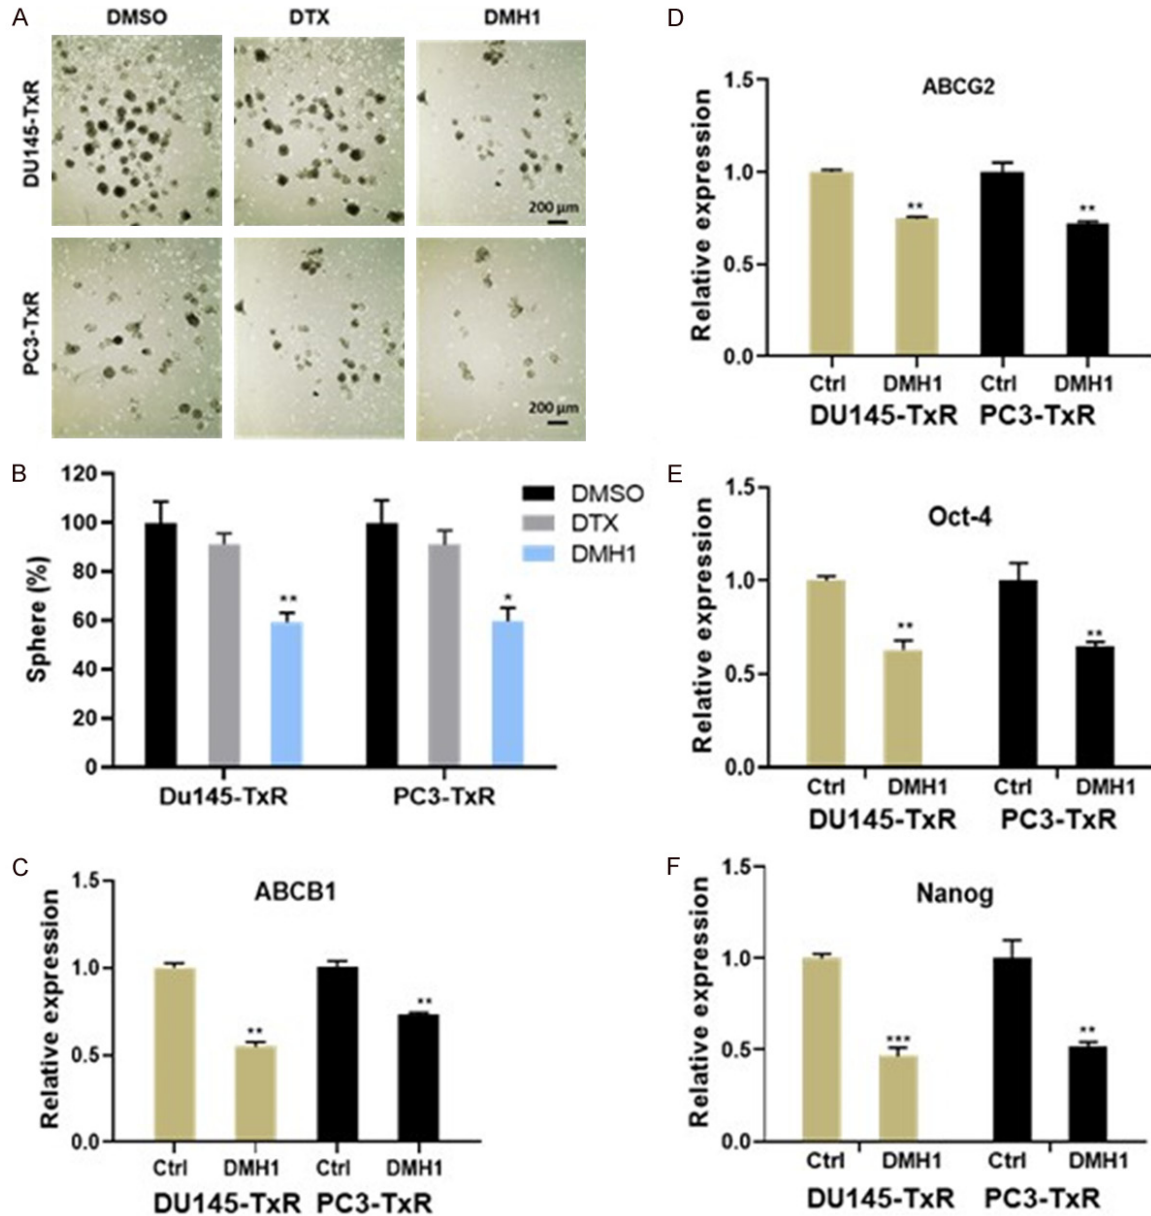 A
DMSO DTX DMH1
DU145-TxR
200 µm
PC3-TxR
200 µm
B
120
100
80
60
40
20
0
Sphere (%)
DMSO
DTX
DMH1
** *
Du145-TxR PC3-TxR
C
ABCB1
1.5
1.0
0.5
0.0
Relative expression
** **
Ctrl DMH1 Ctrl DMH1
DU145-TxR PC3-TxR
D
ABCG2
1.5
1.0
0.5
0.0
Relative expression
** **
Ctrl DMH1 Ctrl DMH1
DU145-TxR PC3-TxR
E
Oct-4
1.5
1.0
0.5
0.0
Relative expression
** **
Ctrl DMH1 Ctrl DMH1
DU145-TxR PC3-TxR
F
Nanog
1.5
1.0
0.5
0.0
Relative expression
*** **
Ctrl DMH1 Ctrl DMH1
DU145-TxR PC3-TxR